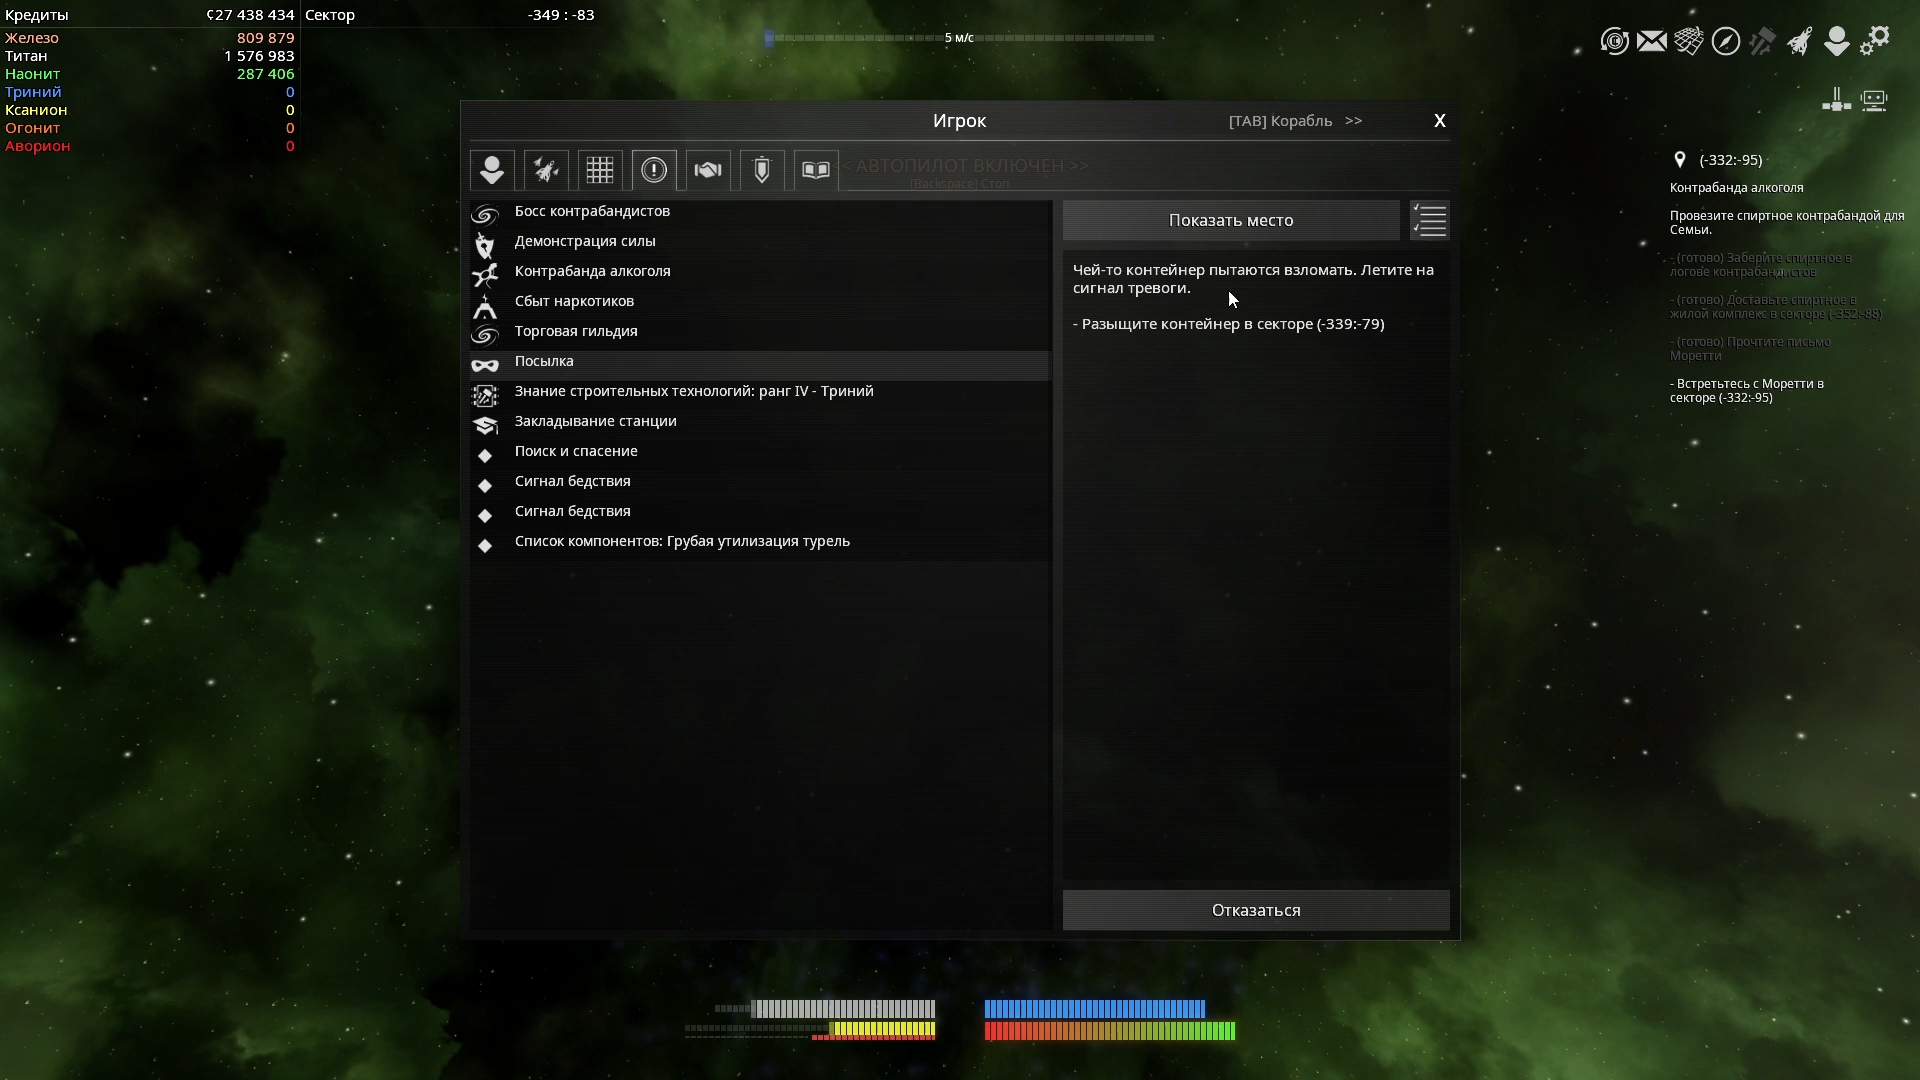 Кредиты ¢27 438 434 Сектор -349 : -83
Железо 809 879
Титан 1 576 983
Наонит 287 406
Триний 0
Ксанион 0
Огонит 0
Аворион 0
5 м/с
Игрок
[TAB] Корабль >>
X
<< АВТОПИЛОТ ВКЛЮЧЕН >>
[Backspace] Стоп
Босс контрабандистов
Демонстрация силы
Контрабанда алкоголя
Сбыт наркотиков
Торговая гильдия
Посылка
Знание строительных технологий: ранг IV - Триний
Закладывание станции
Поиск и спасение
Сигнал бедствия
Сигнал бедствия
Список компонентов: Грубая утилизация турель
Показать место
Чей-то контейнер пытаются взломать. Летите на
сигнал тревоги.
- Разыщите контейнер в секторе (-339:-79)
Отказаться
(-332:-95)
Контрабанда алкоголя
Провезите спиртное контрабандой для
Семьи.
- (готово) Заберите спиртное в
логове контрабандистов
- (готово) Доставьте спиртное в
жилой комплекс в секторе (-352:-88)
- (готово) Прочтите письмо
Моретти
- Встретьтесь с Моретти в
секторе (-332:-95)